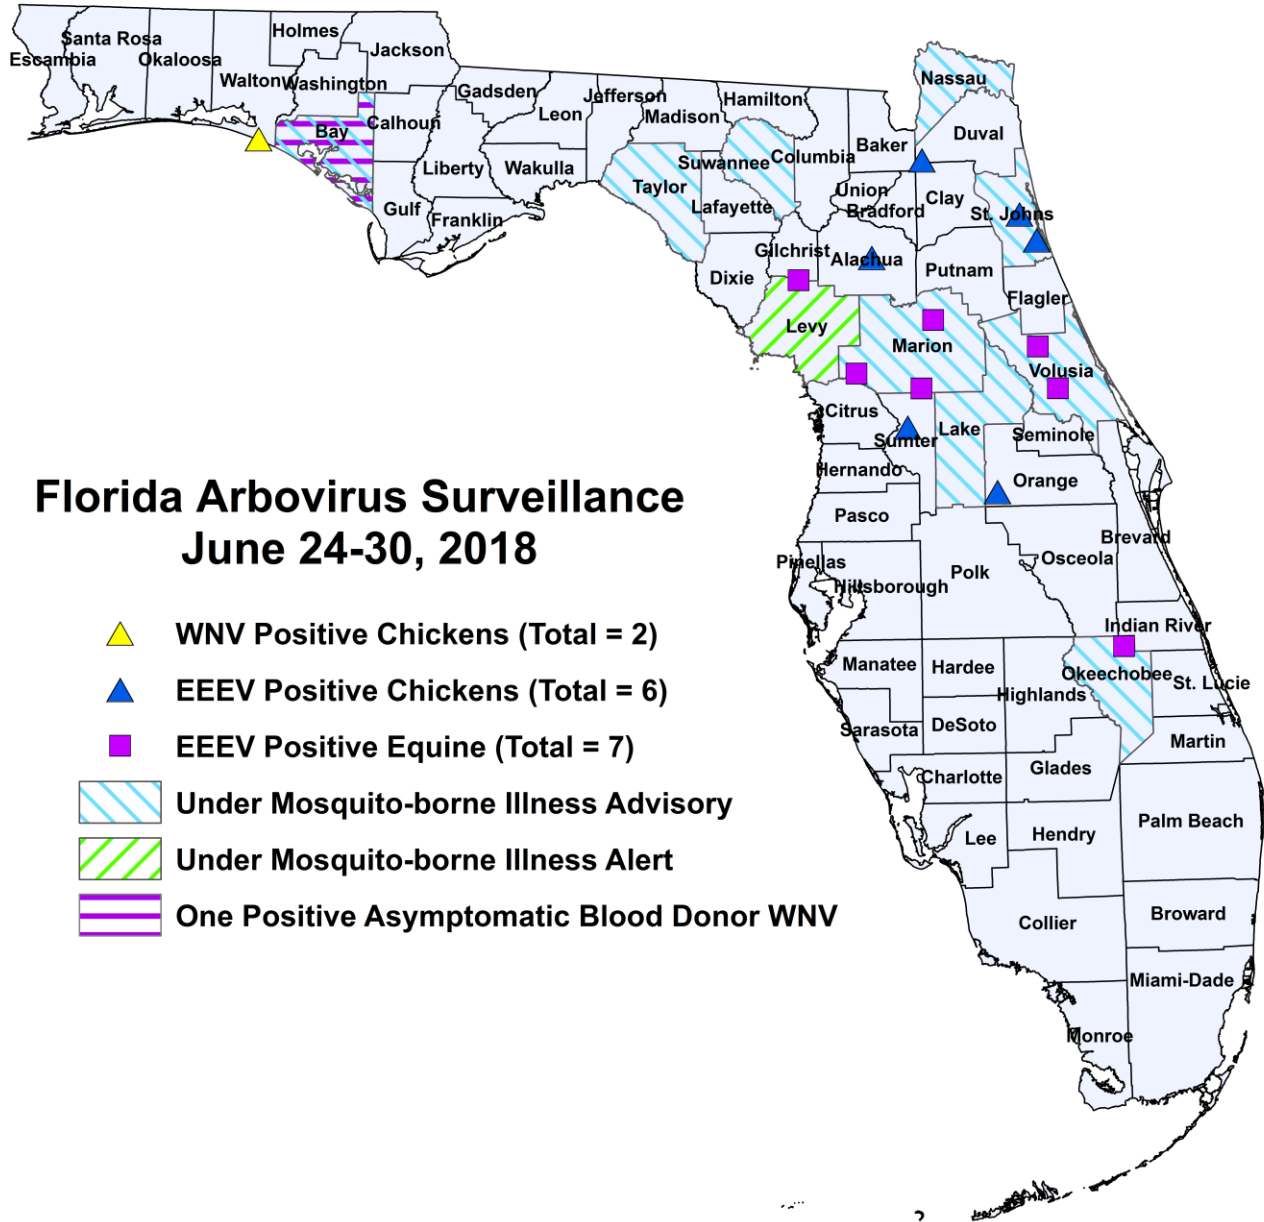 Holmes
Santa Rosa
Jackson
Escambia
Okaloosa
Walton
Washington
Nassau
Gadsden
Jefferson
Hamilton
Leon
Madison
Calhoun
Bay
Duval
Baker
Suwannee
Columbia
Liberty
Wakulla
Taylor
Union
Clay
Lafayette
Bradford
Gulf
St. Johns
Franklin
Gilchrist
Alachua
Dixie
Putnam
Flagler
Levy
Marion
Volusia
Citrus
Lake
Sumter
Seminole
Hernando
Orange
Florida Arbovirus Surveillance
June 24-30, 2018
Pasco
Brevard
Osceola
Pinellas
Polk
Hillsborough
Indian River
WNV Positive Chickens (Total = 2)
EEEV Positive Chickens (Total = 6)
EEEV Positive Equine (Total = 7)
Under Mosquito-borne Illness Advisory
Under Mosquito-borne Illness Alert
One Positive Asymptomatic Blood Donor WNV
Manatee
Hardee
Okeechobee
St. Lucie
Highlands
Sarasota
DeSoto
Martin
Charlotte
Glades
Palm Beach
Lee
Hendry
Broward
Collier
Miami-Dade
Monroe